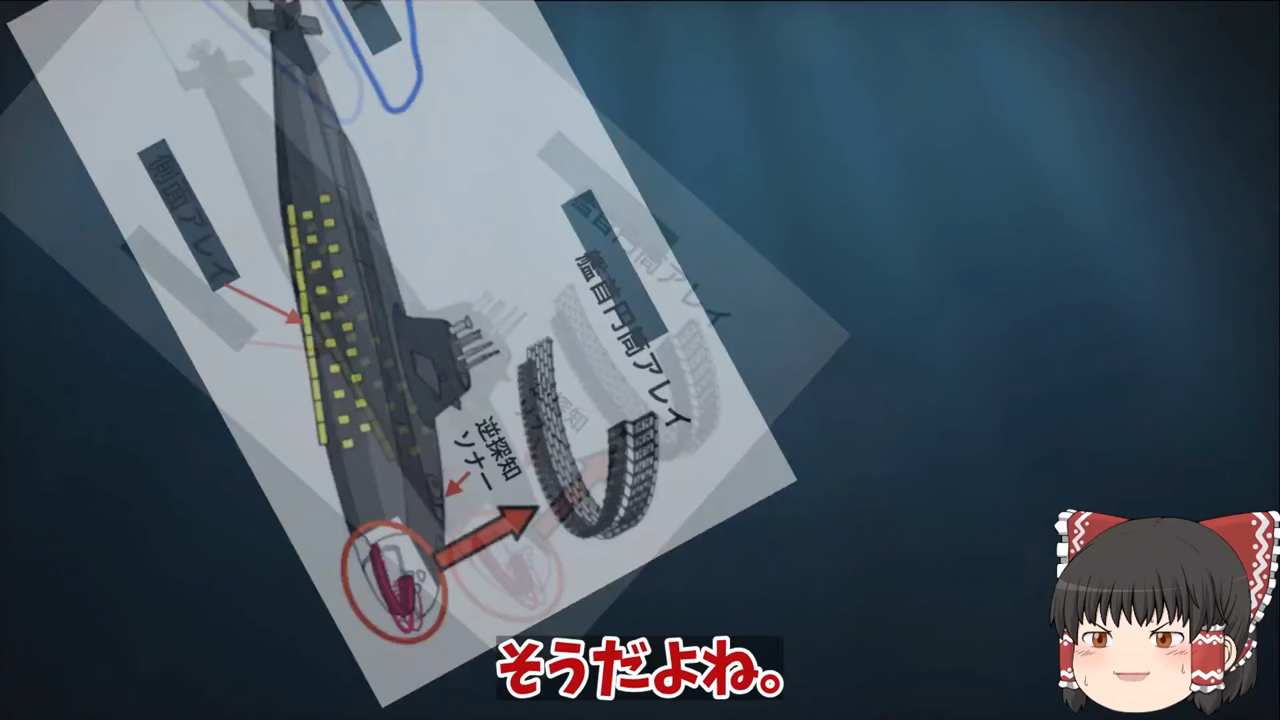 側面アレイ
艦首円筒アレイ
逆探知
ソナー
そうだよね。